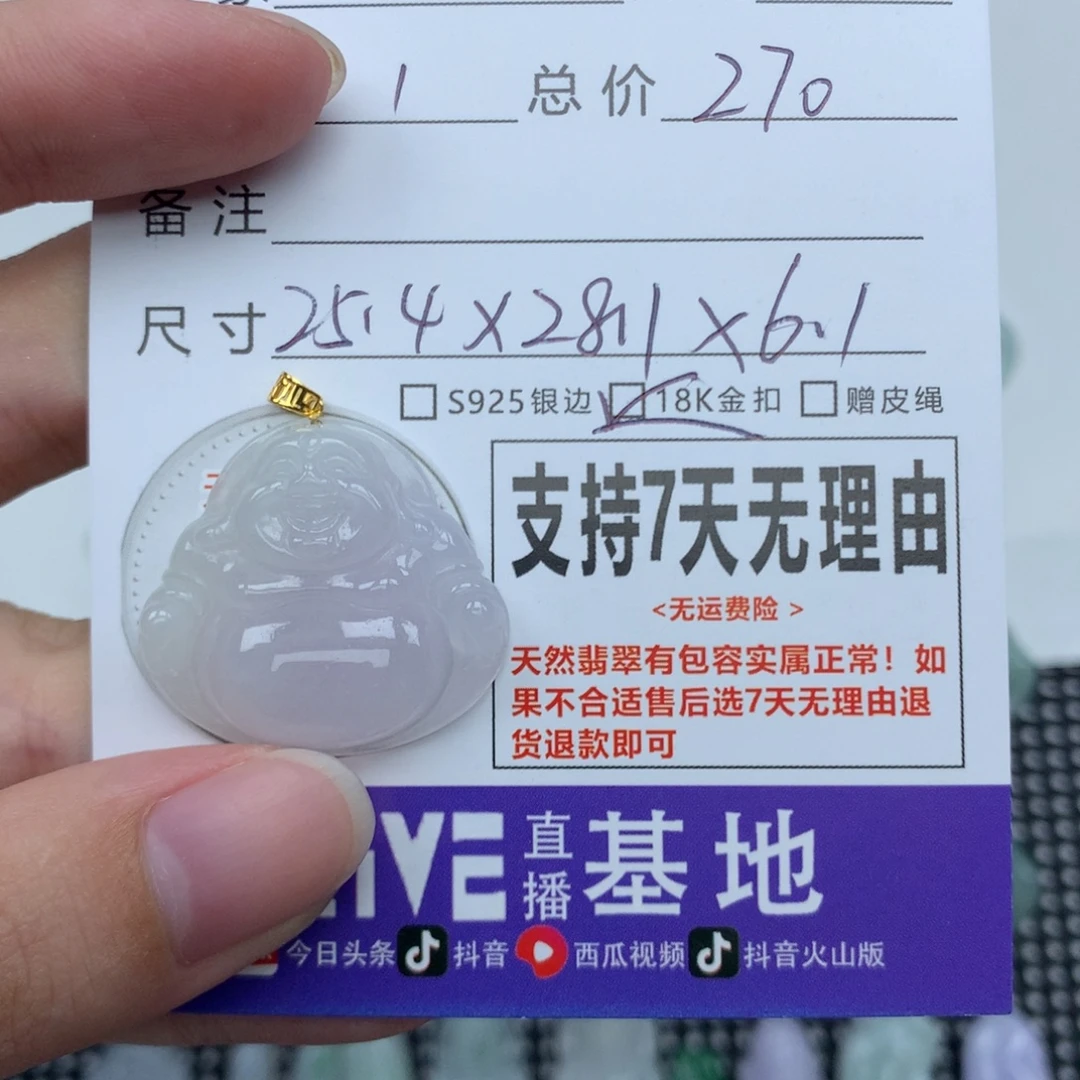 1 总价 270
备注
尺寸 25.4×28.1×6.1
S925银边 18K金扣 赠皮绳
支持7天无理由
<无运费险 >
天然翡翠有包容实属正常！如
果不合适售后选7天无理由退
货退款即可
直播基地
今日头条 抖音 西瓜视频 抖音火山版